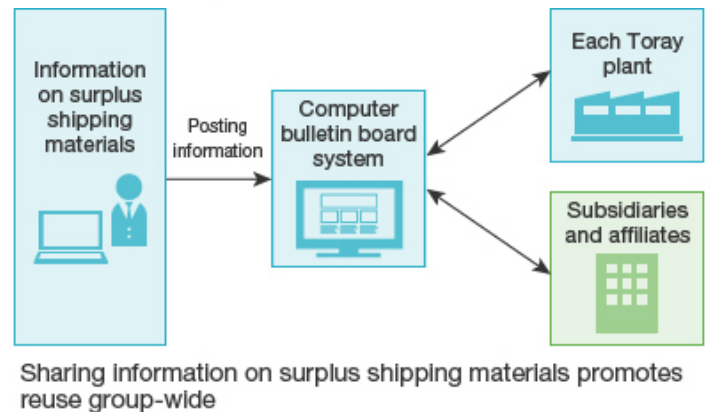 Information
on surplus
shipping
materials
Posting
information
Computer
bulletin board
system
Each Toray
plant
Subsidiaries
and affiliates
Sharing information on surplus shipping materials promotes
reuse group-wide